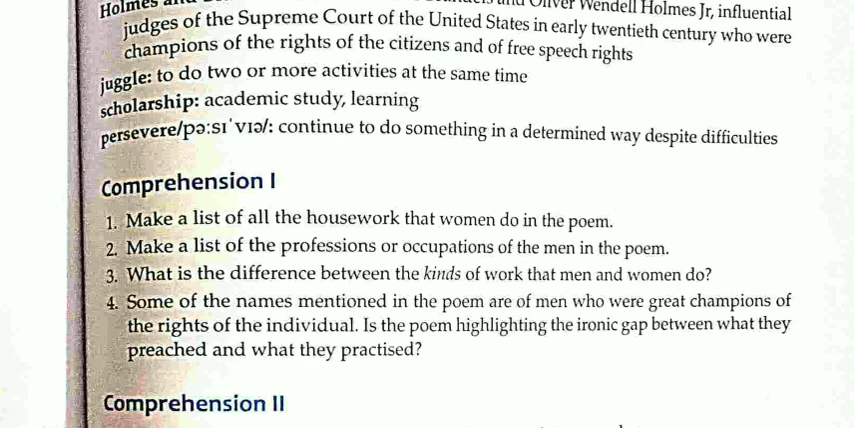 Holmes and Oliver Wendell Holmes Jr, influential
judges of the Supreme Court of the United States in early twentieth century who were
champions of the rights of the citizens and of free speech rights
juggle: to do two or more activities at the same time
scholarship: academic study, learning
persevere/pəːsɪˈvɪə/: continue to do something in a determined way despite difficulties
Comprehension I
1. Make a list of all the housework that women do in the poem.
2. Make a list of the professions or occupations of the men in the poem.
3. What is the difference between the kinds of work that men and women do?
4. Some of the names mentioned in the poem are of men who were great champions of
the rights of the individual. Is the poem highlighting the ironic gap between what they
preached and what they practised?
Comprehension II